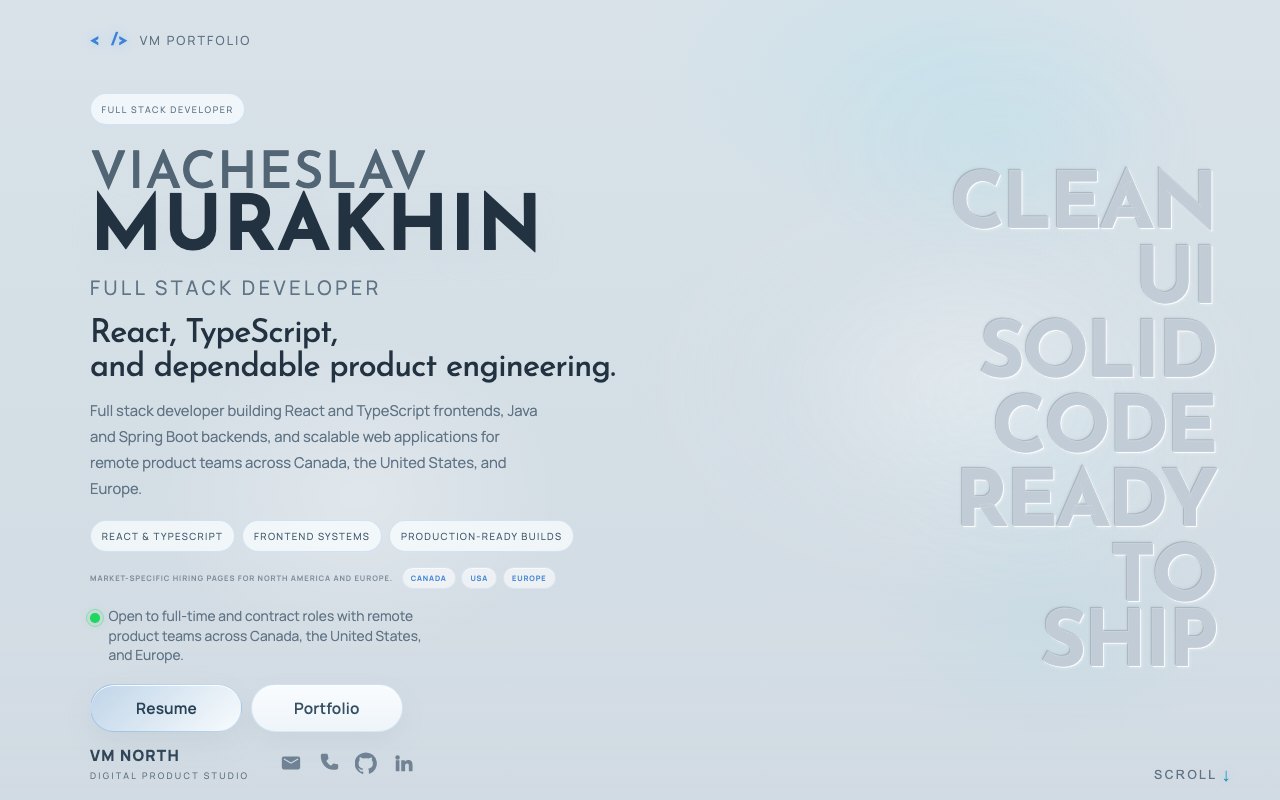 < /> VM PORTFOLIO
FULL STACK DEVELOPER
VIACHESLAV
MURAKHIN
FULL STACK DEVELOPER
React, TypeScript,
and dependable product engineering.
Full stack developer building React and TypeScript frontends, Java
and Spring Boot backends, and scalable web applications for
remote product teams across Canada, the United States, and
Europe.
REACT & TYPESCRIPT FRONTEND SYSTEMS PRODUCTION-READY BUILDS
MARKET-SPECIFIC HIRING PAGES FOR NORTH AMERICA AND EUROPE. CANADA USA EUROPE
Open to full-time and contract roles with remote
product teams across Canada, the United States,
and Europe.
Resume Portfolio
VM NORTH
DIGITAL PRODUCT STUDIO
CLEAN
UI
SOLID
CODE
READY
TO
SHIP
SCROLL ↓